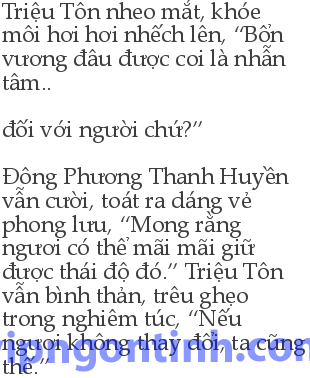 Triệu Tôn nheo mắt, khóe
môi hơi hơi nhếch lên, “Bổn
vương đâu được coi là nhẫn
tâm..
đối với người chứ?”
Đông Phương Thanh Huyền
vẫn cười, toát ra dáng vẻ
phong lưu, “Mong rằng
ngươi có thể mãi mãi giữ
được thái độ đó.” Triệu Tôn
vẫn bình thản, trêu ghẹo
trong nghiêm túc, “Nếu
ngươi không thay đổi, ta cũng
thế.”